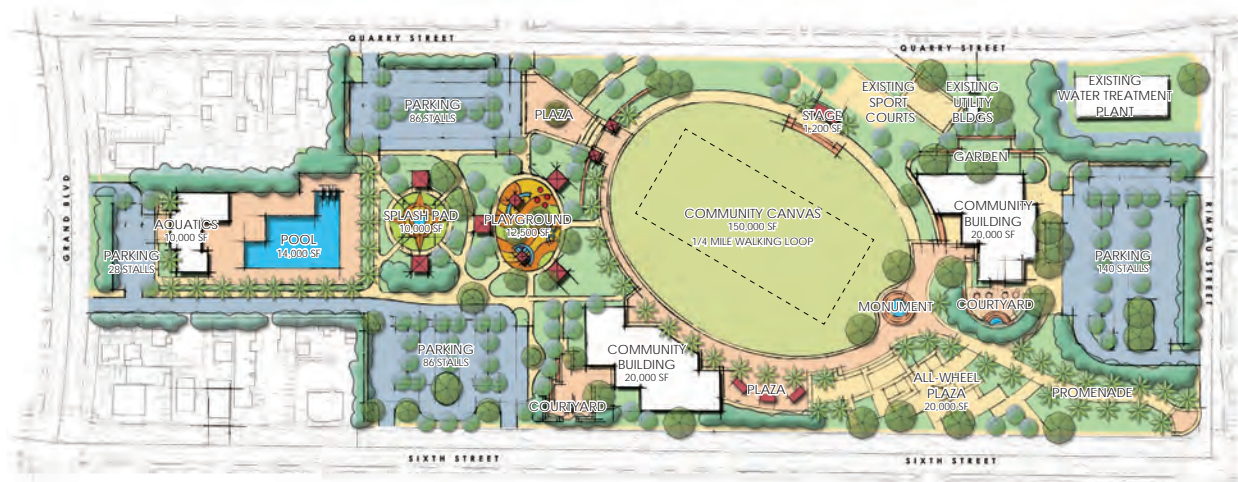 QUARRY STREET
QUARRY STREET
GRAND BLVD
RIMPAU STREET
PARKING
86 STALLS
PLAZA
STAGE
1,200 SF
EXISTING
SPORT
COURTS
EXISTING
UTILITY
BLDGS
EXISTING
WATER TREATMENT
PLANT
GARDEN
AQUATICS
10,000 SF
POOL
14,000 SF
PARKING
28 STALLS
SPLASH PAD
10,000 SF
PLAYGROUND
12,500 SF
COMMUNITY CANVAS
150,000 SF
1/4 MILE WALKING LOOP
COMMUNITY
BUILDING
20,000 SF
PARKING
140 STALLS
MONUMENT
COURTYARD
PARKING
86 STALLS
COMMUNITY
BUILDING
20,000 SF
COURTYARD
PLAZA
ALL-WHEEL
PLAZA
20,000 SF
PROMENADE
SIXTH STREET
SIXTH STREET